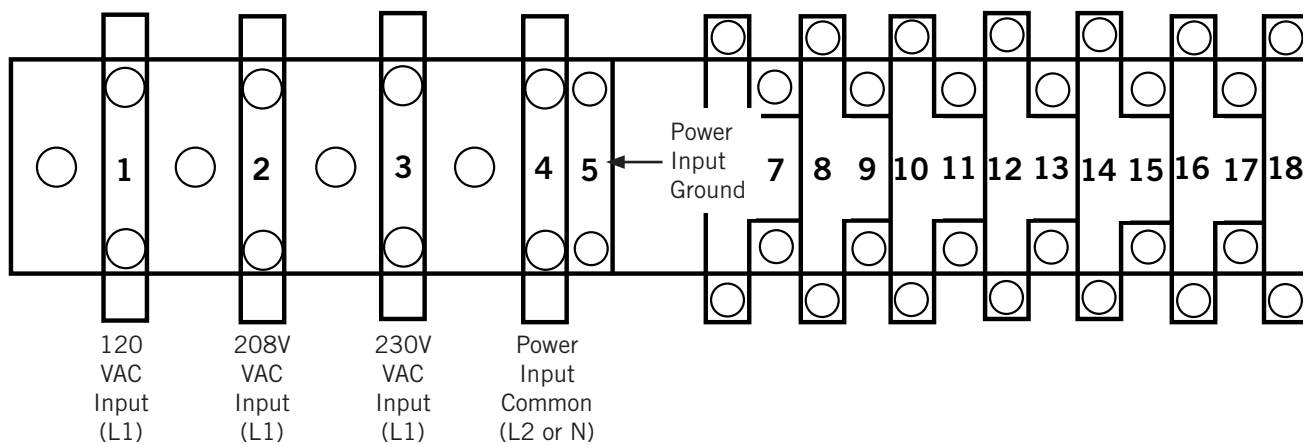 1 2 3 4 5 7 8 9 10 11 12 13 14 15 16 17 18
Power
Input
Ground
120
VAC
Input
(L1)
208V
VAC
Input
(L1)
230V
VAC
Input
(L1)
Power
Input
Common
(L2 or N)